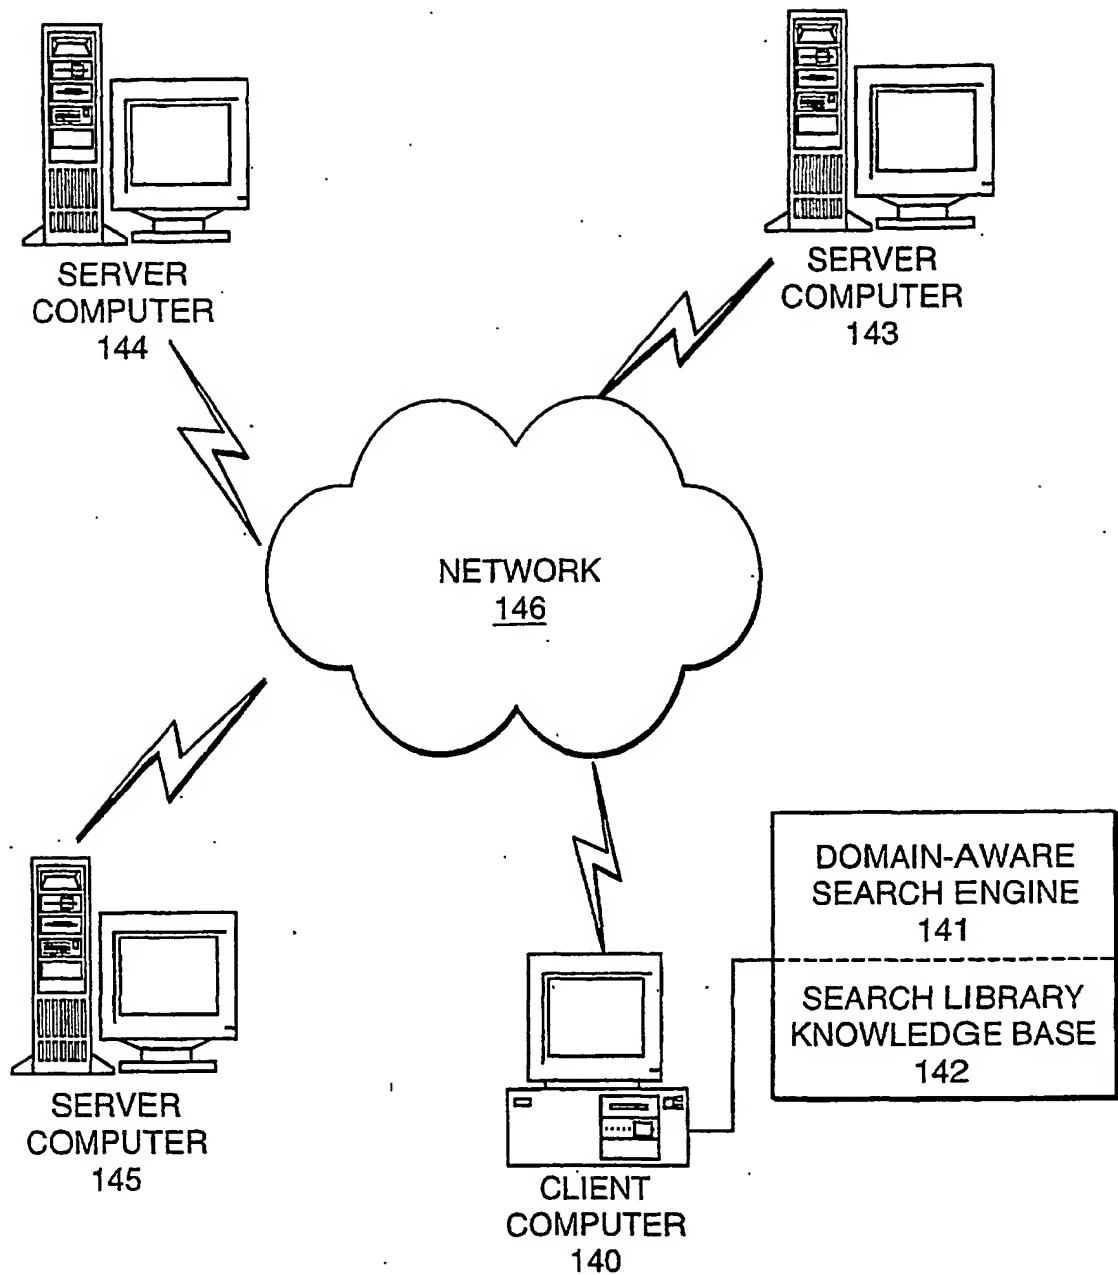 SERVER
COMPUTER
144
SERVER
COMPUTER
143
NETWORK
146
DOMAIN-AWARE
SEARCH ENGINE
141
SEARCH LIBRARY
KNOWLEDGE BASE
142
SERVER
COMPUTER
145
CLIENT
COMPUTER
140